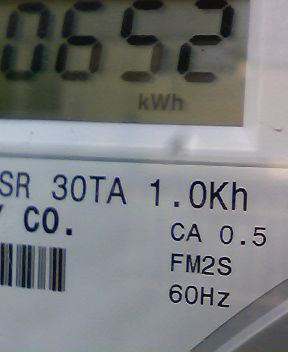 0652
kWh
SR 30TA 1.0Kh
Y CO.
CA 0.5
FM2S
60Hz